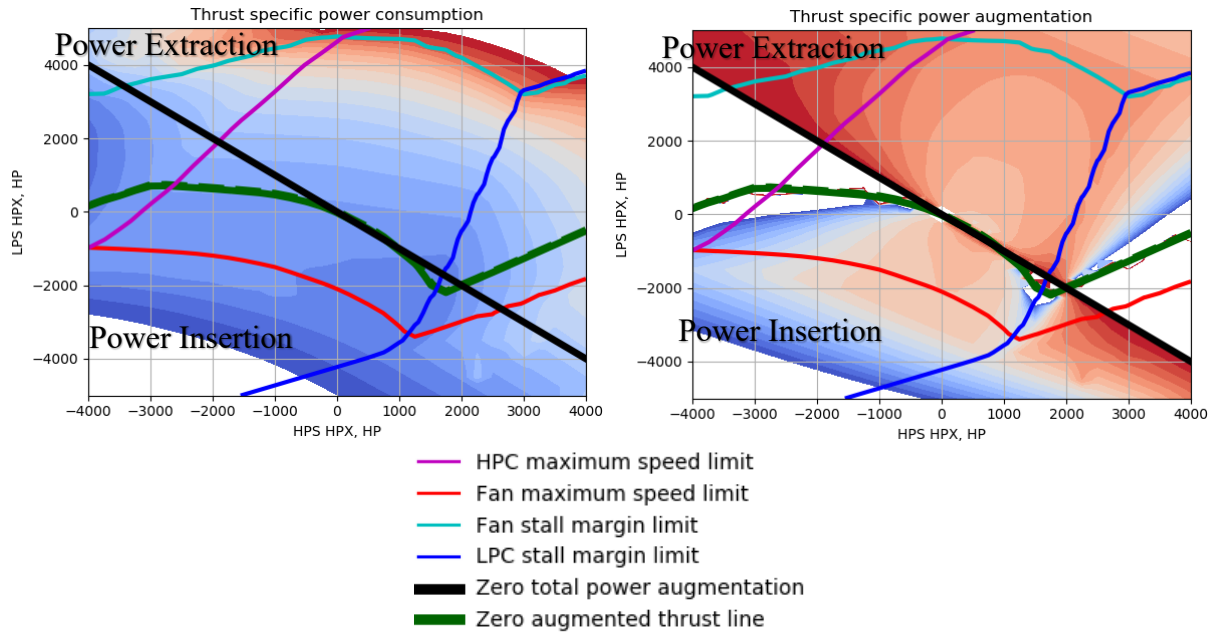 Thrust specific power consumption
Power Extraction
4000
2000
0
−2000
−4000
LPS HPX, HP
Power Insertion
−4000 −3000 −2000 −1000 0 1000 2000 3000 4000
HPS HPX, HP
Thrust specific power augmentation
Power Extraction
4000
2000
0
−2000
−4000
LPS HPX, HP
Power Insertion
−4000 −3000 −2000 −1000 0 1000 2000 3000 4000
HPS HPX, HP
HPC maximum speed limit
Fan maximum speed limit
Fan stall margin limit
LPC stall margin limit
Zero total power augmentation
Zero augmented thrust line